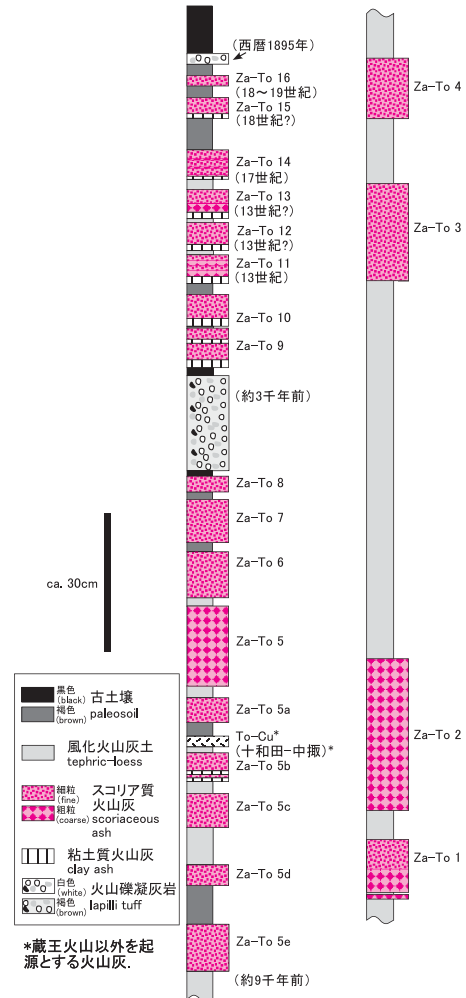 (西暦1895年)
Za-To 16
(18～19世紀)
Za-To 15
(18世紀?)
Za-To 14
(17世紀)
Za-To 13
(13世紀?)
Za-To 12
(13世紀?)
Za-To 11
(13世紀)
Za-To 10
Za-To 9
(約3千年前)
Za-To 8
Za-To 7
Za-To 6
Za-To 5
Za-To 5a
To-Cu*
(十和田-中掫)*
Za-To 5b
Za-To 5c
Za-To 5d
Za-To 5e
(約9千年前)
Za-To 4
Za-To 3
Za-To 2
Za-To 1
ca. 30cm
黒色
(black)
褐色
(brown)
古土壌
paleosoil
風化火山灰土
tephric-loess
細粒
(fine)
粗粒
(coarse)
スコリア質
火山灰
scoriaceous
ash
粘土質火山灰
clay ash
白色
(white)
褐色
(brown)
火山礫凝灰岩
lapilli tuff
*蔵王火山以外を起
源とする火山灰.